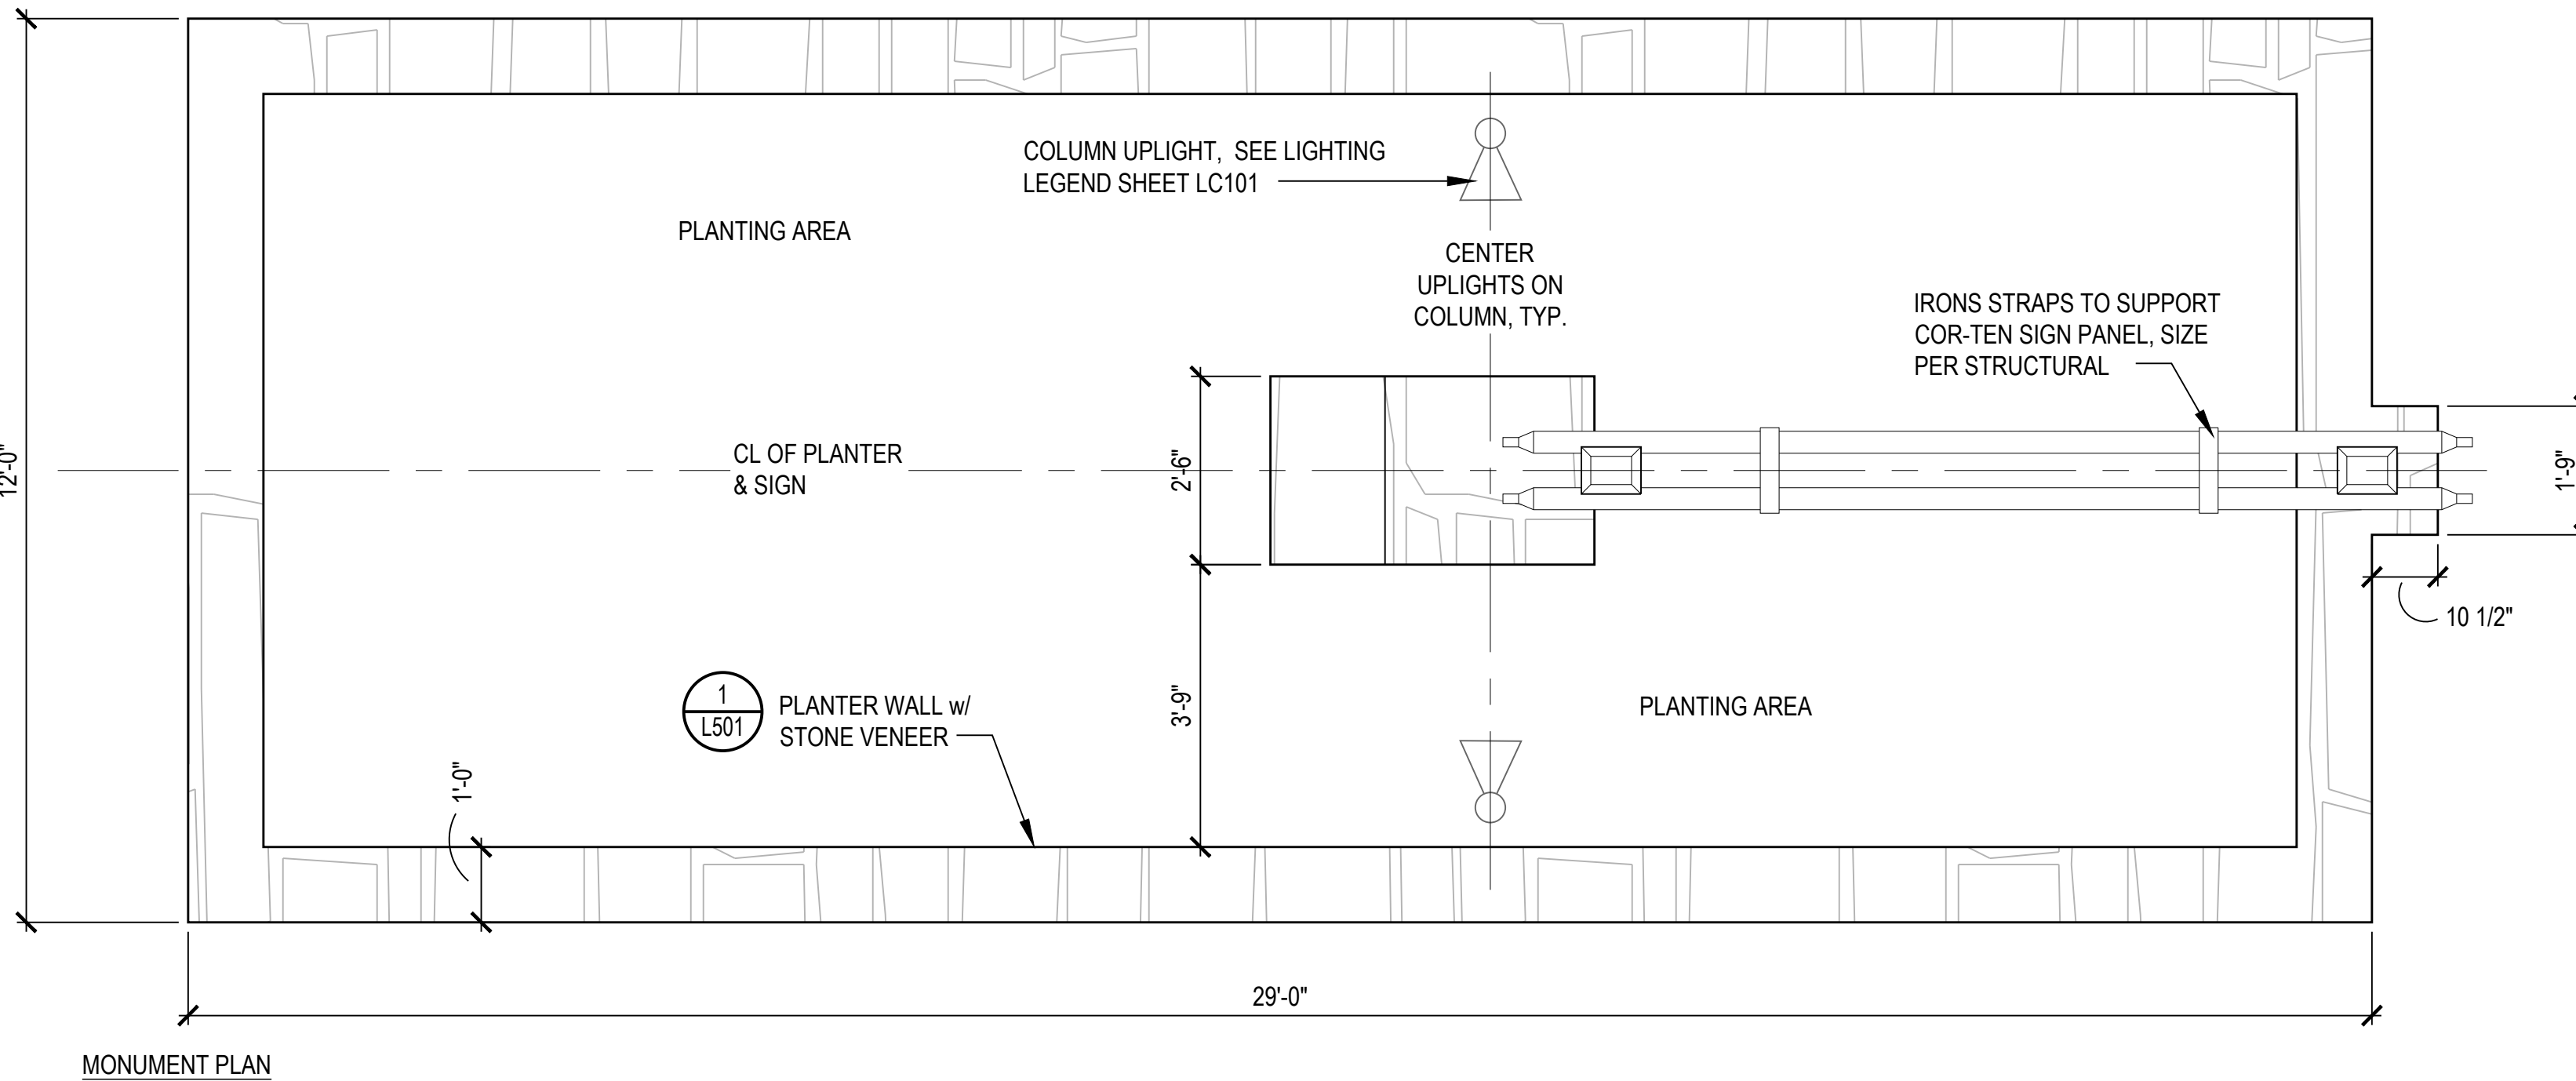 COLUMN UPLIGHT, SEE LIGHTING
LEGEND SHEET LC101
PLANTING AREA
CENTER
UPLIGHTS ON
COLUMN, TYP.
IRONS STRAPS TO SUPPORT
COR-TEN SIGN PANEL, SIZE
PER STRUCTURAL
12'-0"
CL OF PLANTER
& SIGN
2'-6"
1'-9"
10 1/2"
1
L501
PLANTER WALL w/
STONE VENEER
3'-9"
PLANTING AREA
1'-0"
29'-0"
MONUMENT PLAN